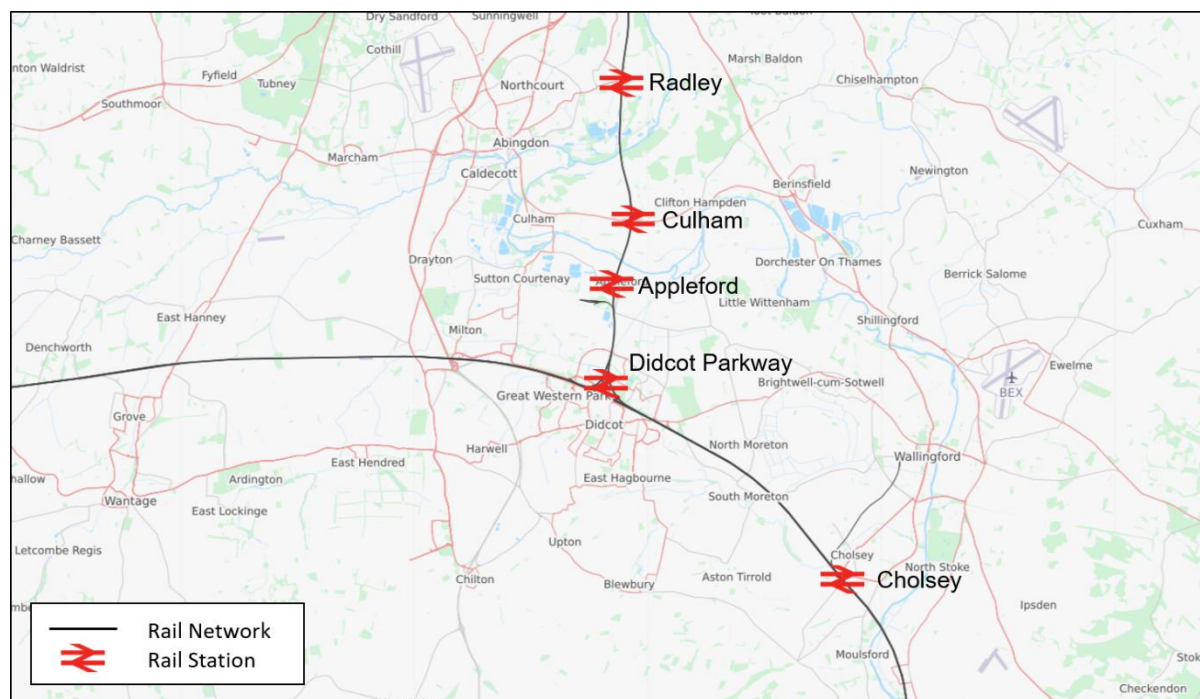 Dry Sandford
Sunningwell
Toot Baldon
Cothill
nton Waldrist
Fyfield
Tubney
Northcourt
Radley
Marsh Baldon
Chiselhampton
Southmoor
Abingdon
Marcham
Caldecott
Berinsfield
Newington
Clifton Hampden
Culham
Culham
Cuxham
Charney Bassett
Drayton
Dorchester On Thames
Sutton Courtenay
Appleford
Berrick Salome
Little Wittenham
East Hanney
Shillingford
Milton
Denchworth
Didcot Parkway
Ewelme
Brightwell-cum-Sotwell
BEX
Great Western Park
Grove
Didcot
North Moreton
Harwell
Wallingford
East Hendred
hallow
Ardington
East Hagbourne
South Moreton
Wantage
East Lockinge
Upton
Letcombe Regis
Cholsey
North Stoke
Chilton
Blewbury
Aston Tirrold
Cholsey
Ipsden
Rail Network
Rail Station
Moulsford
Stok
Checkendon